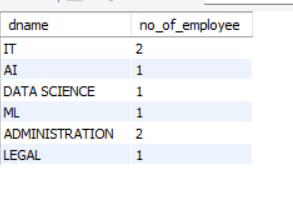 dname no_of_employee
IT 2
AI 1
DATA SCIENCE 1
ML 1
ADMINISTRATION 2
LEGAL 1